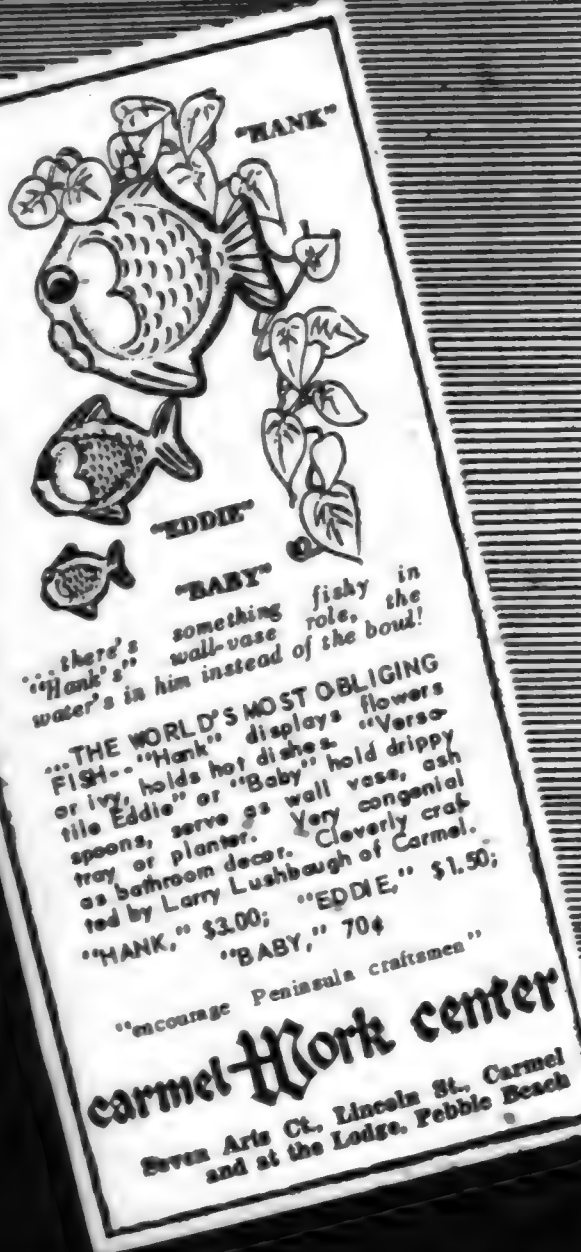 "HANK"
"EDDIE"
"BABY"
...there's something fishy in
"Hank's" wall-vase role, the
water's in him instead of the bowl!
...THE WORLD'S MOST OBLIGING
FISH--"Hank" displays flowers
or ivy, holds hot dishes. "Versa-
tile Eddie" or "Baby" hold drippy
spoons, serve as wall vase, ash
tray or planter. Very congenial
as bathroom decor. Cleverly craf-
ted by Larry Lushbaugh of Carmel.
"HANK," $3.00; "EDDIE," $1.50;
"BABY," 70¢
"encourage Peninsula craftsmen"
carmel Work center
Seven Arts Ct., Lincoln St., Carmel
and at the Lodge, Pebble Beach